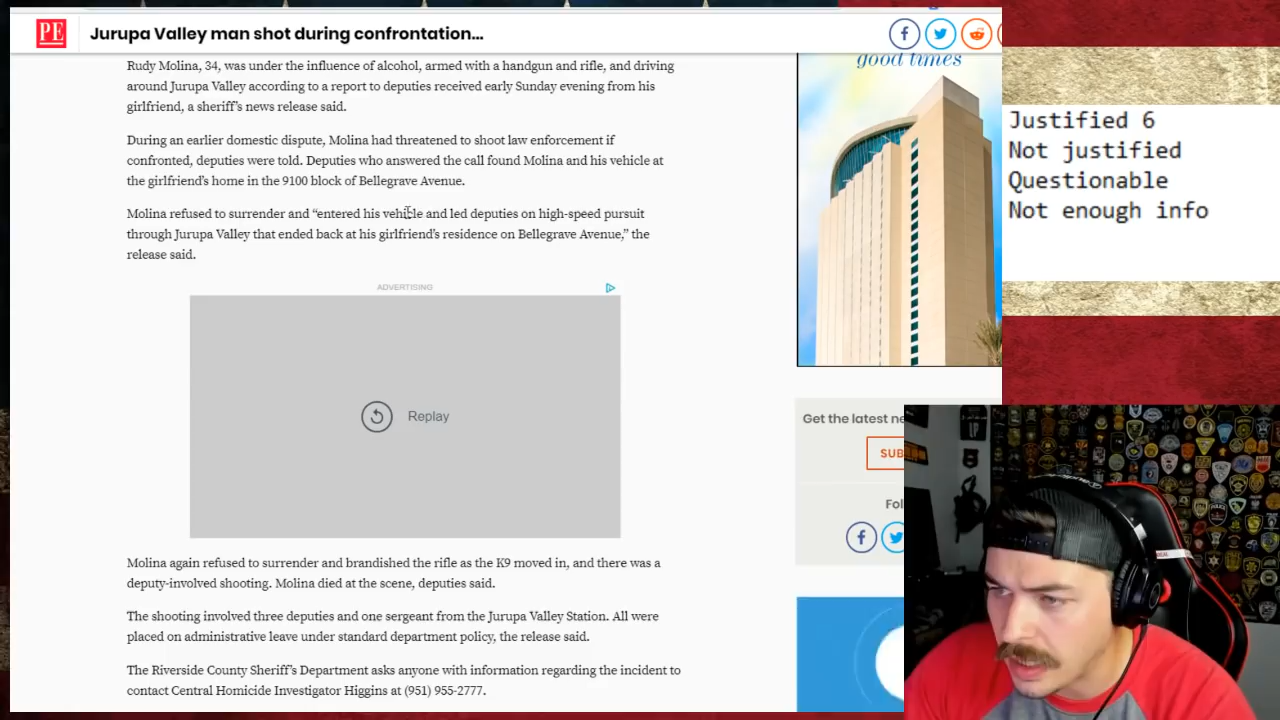 PE
Jurupa Valley man shot during confrontation...
good times
Rudy Molina, 34, was under the influence of alcohol, armed with a handgun and rifle, and driving
around Jurupa Valley according to a report to deputies received early Sunday evening from his
girlfriend, a sheriff's news release said.
During an earlier domestic dispute, Molina had threatened to shoot law enforcement if
confronted, deputies were told. Deputies who answered the call found Molina and his vehicle at
the girlfriend's home in the 9100 block of Bellegrave Avenue.
Molina refused to surrender and “entered his vehicle and led deputies on high-speed pursuit
through Jurupa Valley that ended back at his girlfriend's residence on Bellegrave Avenue,” the
release said.
ADVERTISING
Replay
Molina again refused to surrender and brandished the rifle as the K9 moved in, and there was a
deputy-involved shooting. Molina died at the scene, deputies said.
The shooting involved three deputies and one sergeant from the Jurupa Valley Station. All were
placed on administrative leave under standard department policy, the release said.
The Riverside County Sheriff's Department asks anyone with information regarding the incident to
contact Central Homicide Investigator Higgins at (951) 955-2777.
Get the latest ne
SUB
Fol
Justified 6
Not justified
Questionable
Not enough info